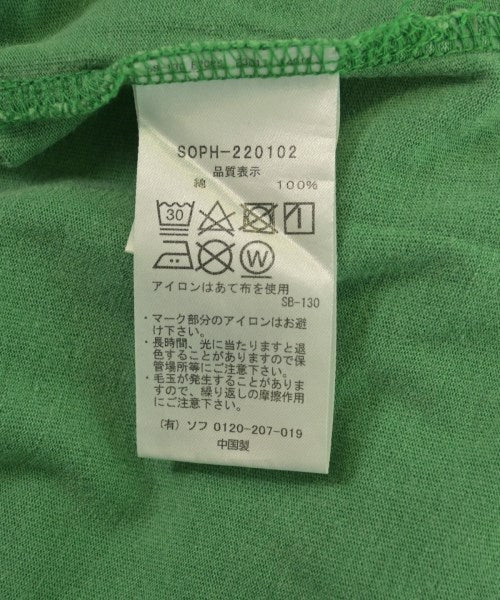 SOPH-220102
品質表示
綿 100%
30
W
アイロンはあて布を使用
SB-130
・マーク部分のアイロンはお避
け下さい。
・長時間、光に当たりますと退
色することがありますので保
管場所等にご注意下さい。
・毛玉が発生することがありま
すので、繰り返しの摩擦作用
にご注意下さい。
(有) ソフ 0120-207-019
中国製